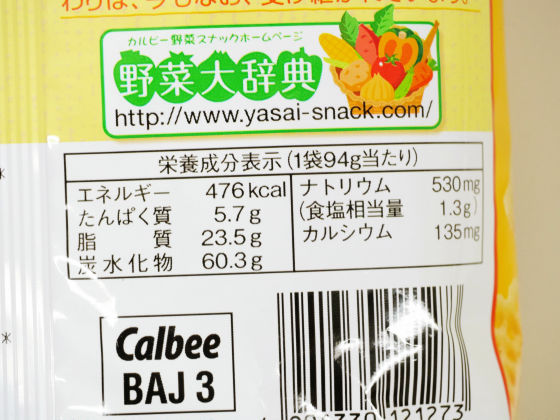 カルビー野菜スナックホームページ
野菜大辞典
http://www.yasai-snack.com/
栄養成分表示(1袋94g当たり)
エネルギー 476kcal
たんぱく質 5.7g
脂質 23.5g
炭水化物 60.3g
ナトリウム 530mg
(食塩相当量 1.3g)
カルシウム 135mg
*
*
Calbee
BAJ 3